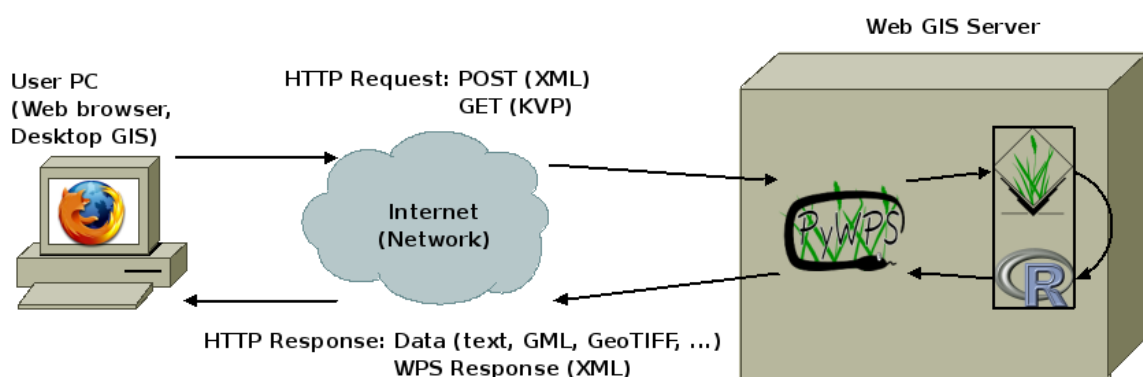 Web GIS Server
User PC
(Web browser,
Desktop GIS)
HTTP Request: POST (XML)
GET (KVP)
Internet
(Network)
PyWPS
R
HTTP Response: Data (text, GML, GeoTIFF, ...)
WPS Response (XML)